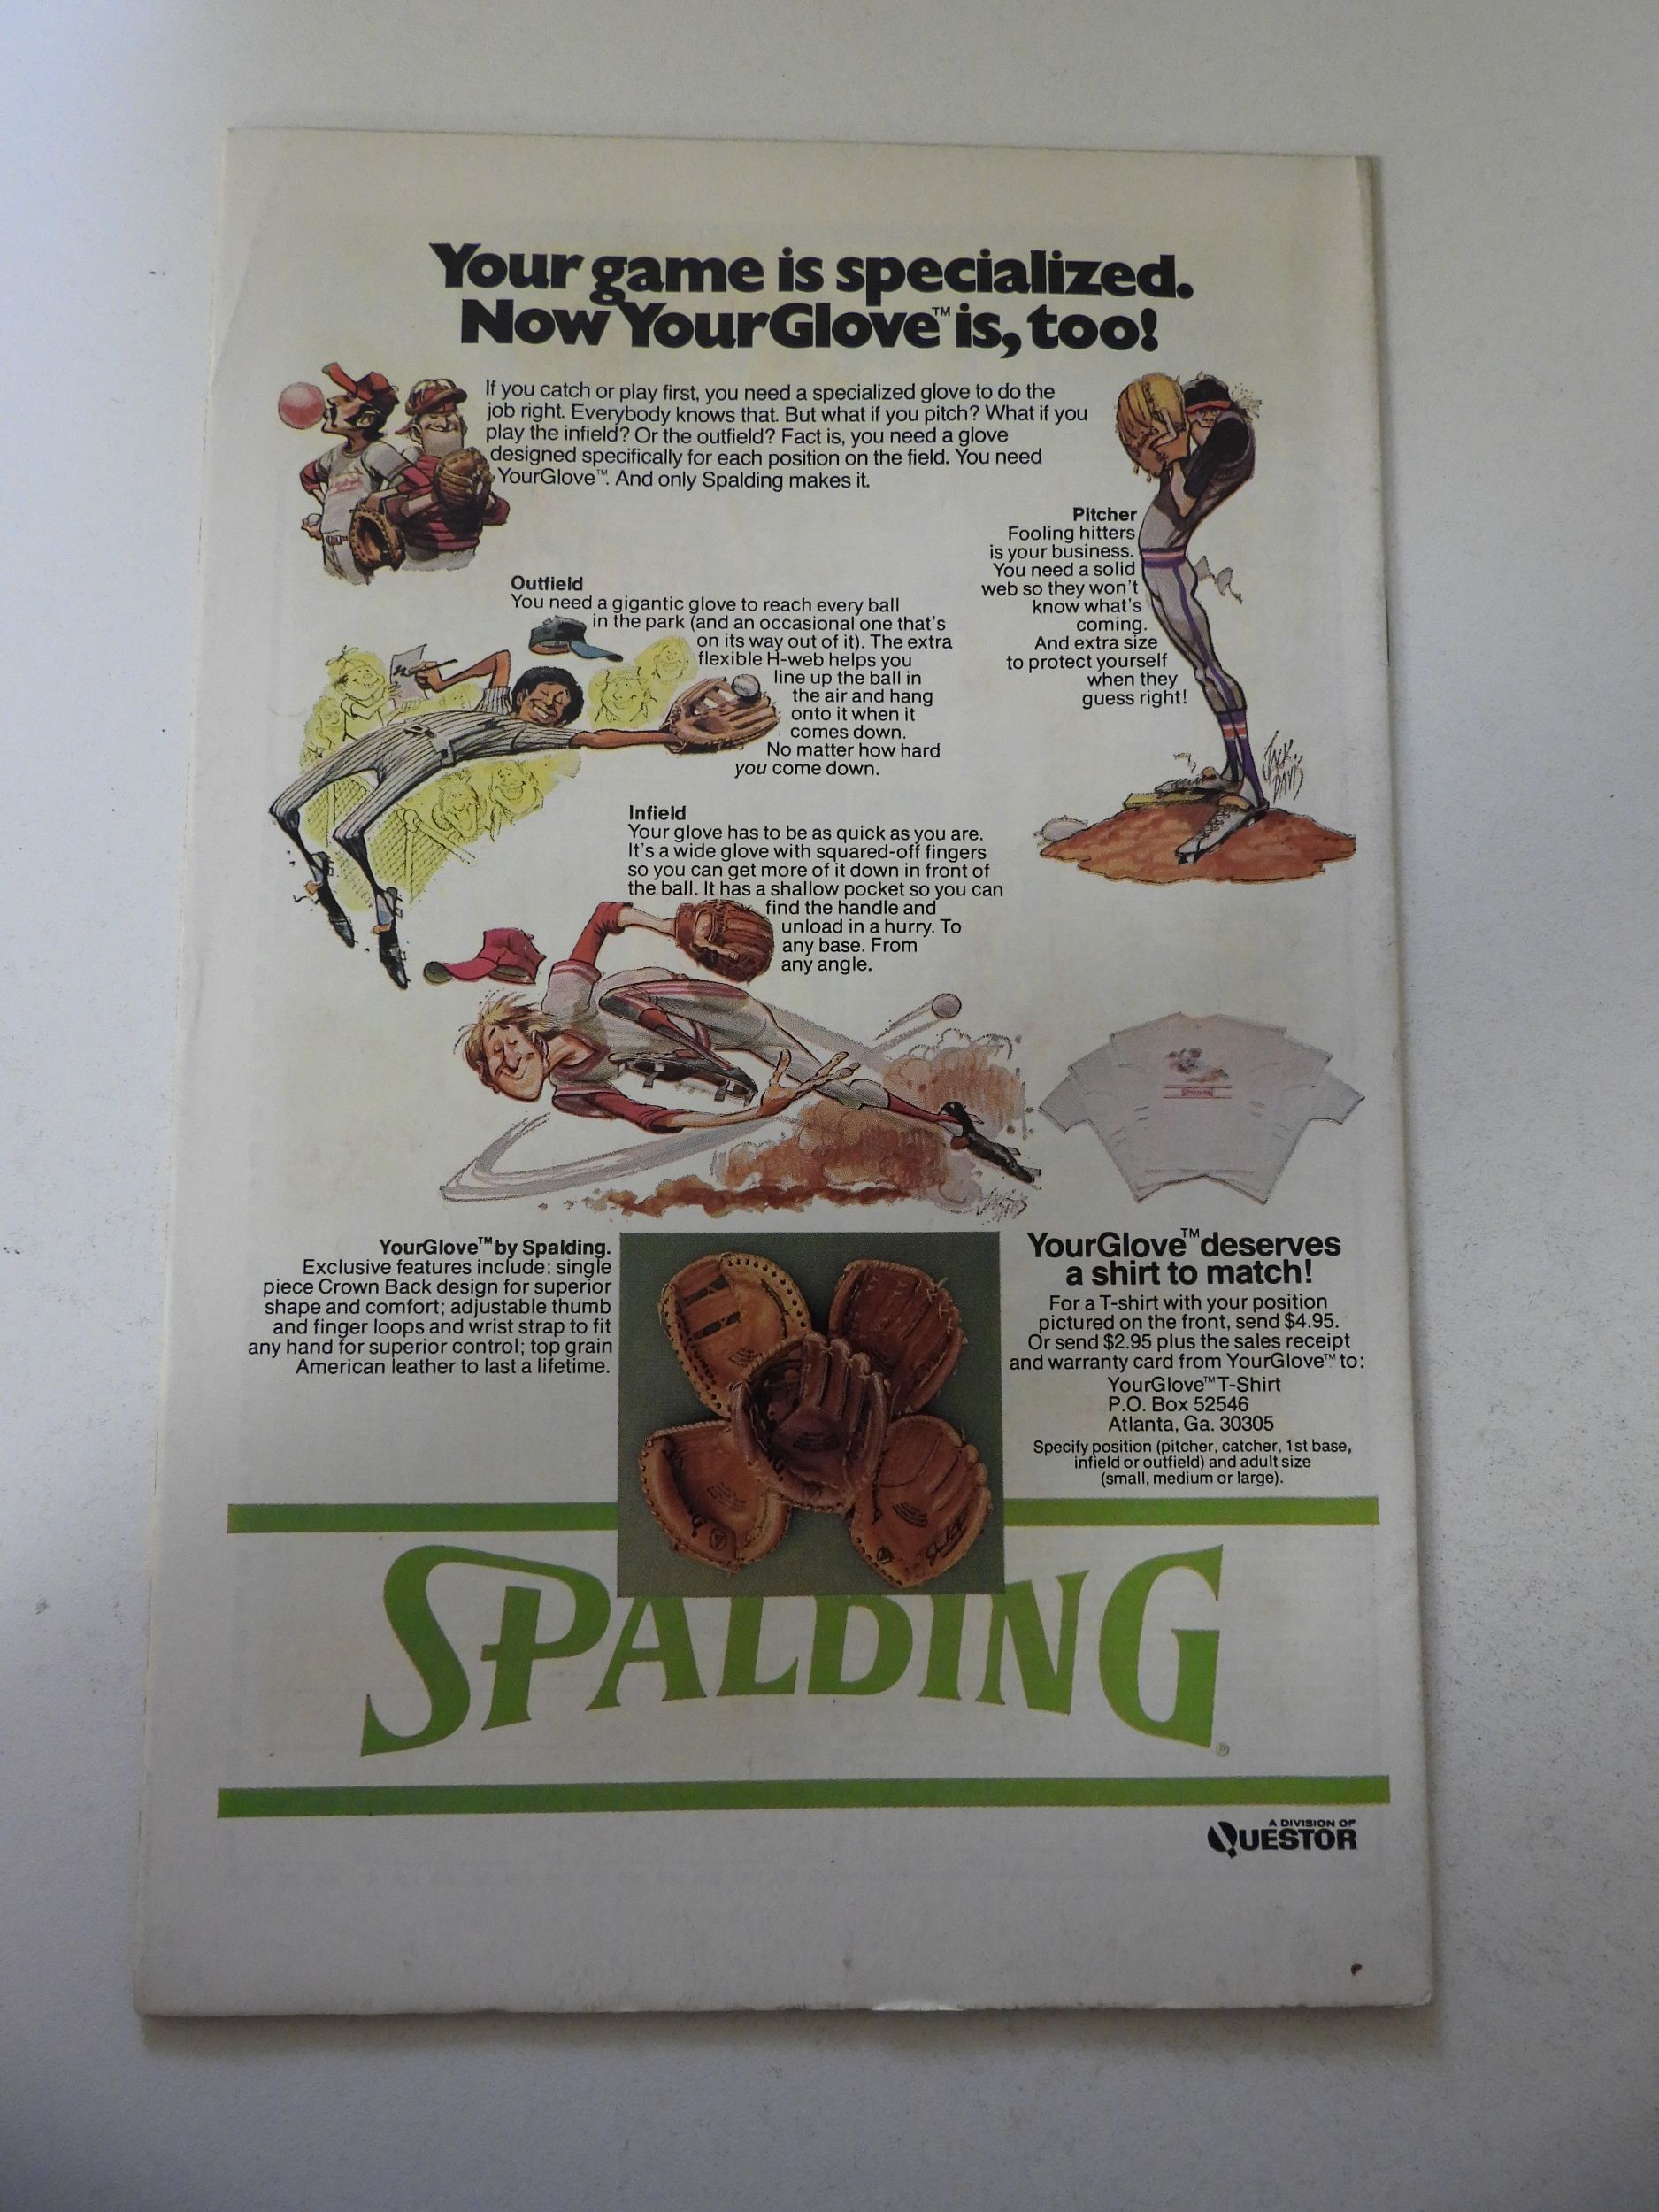 Your game is specialized.
Now YourGlove™ is, too!
If you catch or play first, you need a specialized glove to do the
job right. Everybody knows that. But what if you pitch? What if you
play the infield? Or the outfield? Fact is, you need a glove
designed specifically for each position on the field. You need
YourGlove™. And only Spalding makes it.
Pitcher
Fooling hitters
is your business.
You need a solid
web so they won't
know what's
coming.
And extra size
to protect yourself
when they
guess right!
JACK
DAVIS
Outfield
You need a gigantic glove to reach every ball
in the park (and an occasional one that's
on its way out of it). The extra
flexible H-web helps you
line up the ball in
the air and hang
onto it when it
comes down.
No matter how hard
you come down.
Infield
Your glove has to be as quick as you are.
It's a wide glove with squared-off fingers
so you can get more of it down in front of
the ball. It has a shallow pocket so you can
find the handle and
unload in a hurry. To
any base. From
any angle.
Spalding
YourGlove™ by Spalding.
Exclusive features include: single
piece Crown Back design for superior
shape and comfort; adjustable thumb
and finger loops and wrist strap to fit
any hand for superior control; top grain
American leather to last a lifetime.
YourGlove™ deserves
a shirt to match!
For a T-shirt with your position
pictured on the front, send $4.95.
Or send $2.95 plus the sales receipt
and warranty card from YourGlove™ to:
YourGlove™ T-Shirt
P.O. Box 52546
Atlanta, Ga. 30305
Specify position (pitcher, catcher, 1st base,
infield or outfield) and adult size
(small, medium or large).
SPALDING®
A DIVISION OF
QUESTOR